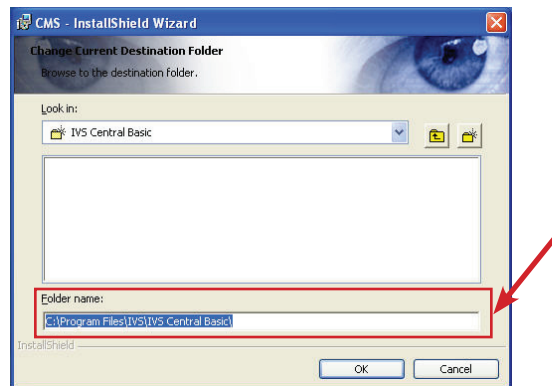 CMS - InstallShield Wizard
Change Current Destination Folder
Browse to the destination folder.
Look in:
IVS Central Basic
Folder name:
C:\Program Files\IVS\IVS Central Basic\
InstallShield
OK
Cancel